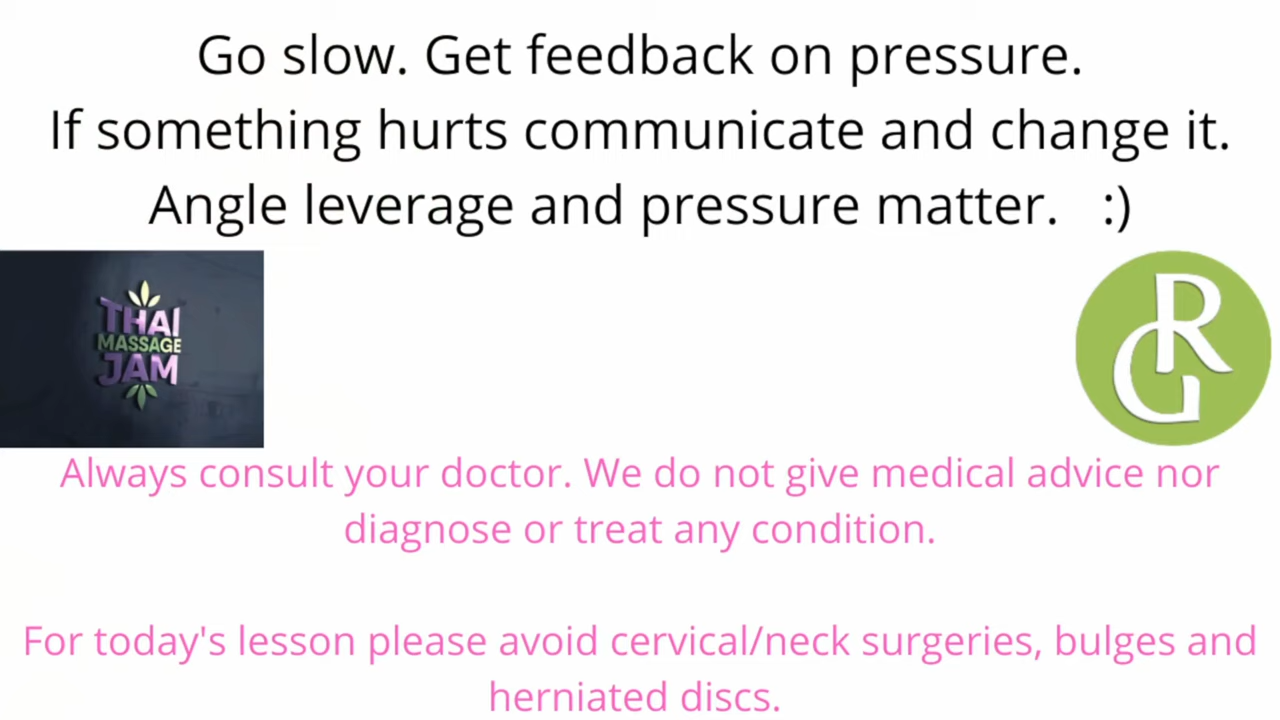 Go slow. Get feedback on pressure.
If something hurts communicate and change it.
Angle leverage and pressure matter. :)
THAI
MASSAGE
JAM
R
G
Always consult your doctor. We do not give medical advice nor
diagnose or treat any condition.
For today's lesson please avoid cervical/neck surgeries, bulges and
herniated discs.